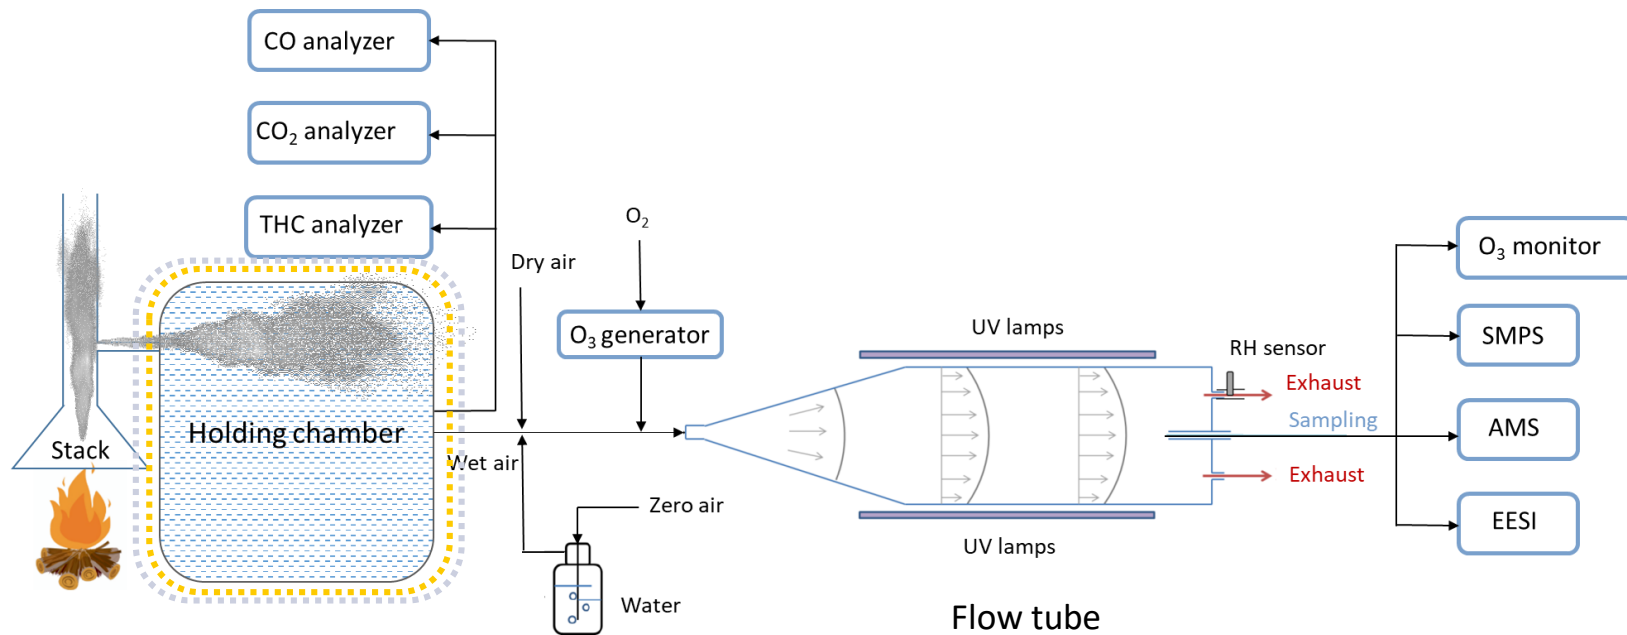 CO analyzer
CO₂ analyzer
THC analyzer
O₂
Dry air
O₃ generator
Stack
Holding chamber
Wet air
Zero air
Water
UV lamps
UV lamps
Flow tube
RH sensor
Exhaust
Sampling
Exhaust
O₃ monitor
SMPS
AMS
EESI